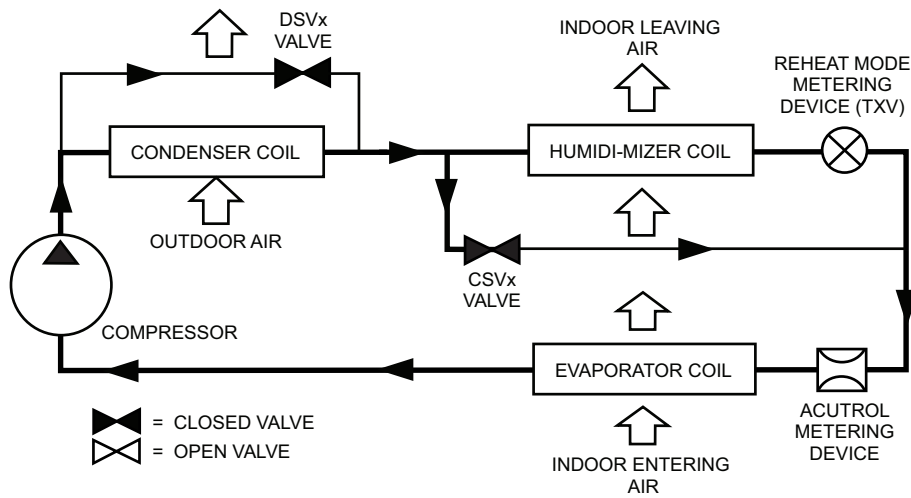 DSVx
VALVE
INDOOR LEAVING
AIR
REHEAT MODE
METERING
DEVICE (TXV)
CONDENSER COIL
HUMIDI-MIZER COIL
OUTDOOR AIR
CSVx
VALVE
COMPRESSOR
EVAPORATOR COIL
ACUTROL
METERING
DEVICE
= CLOSED VALVE
= OPEN VALVE
INDOOR ENTERING
AIR